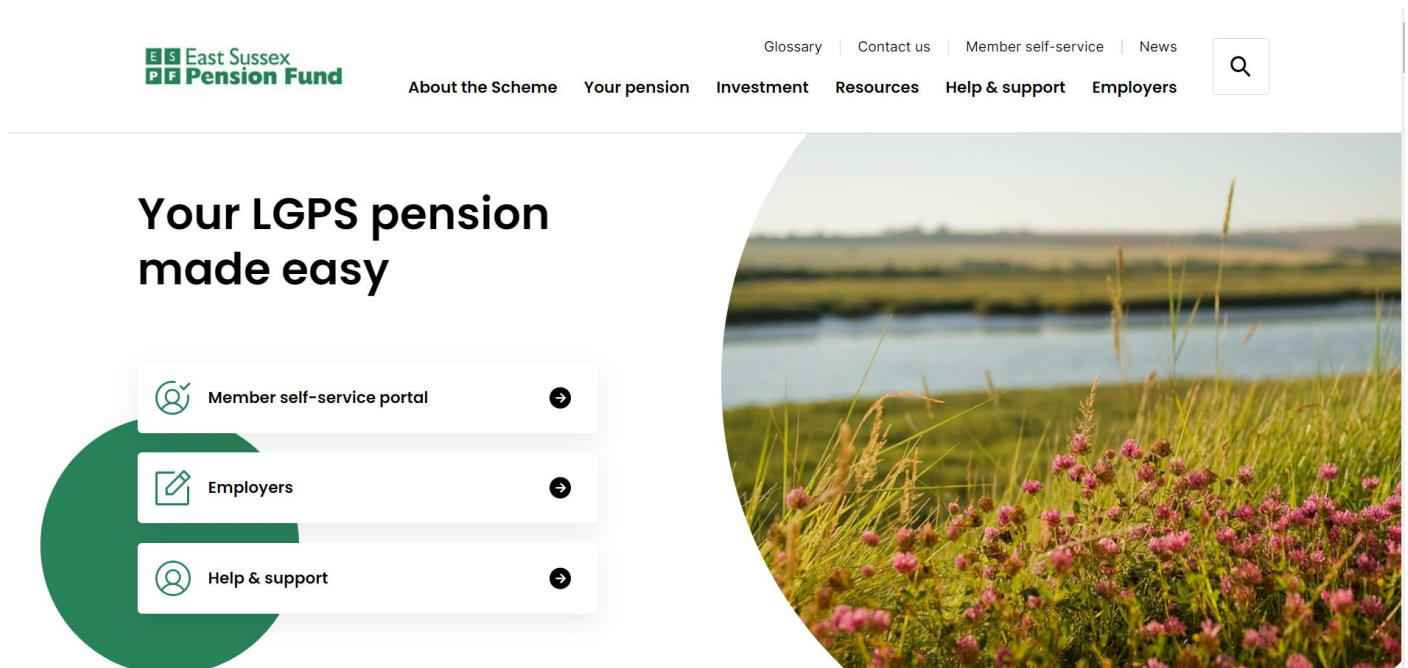 Glossary
Contact us
Member self-service
News
E S East Sussex
P F Pension Fund
About the Scheme
Your pension
Investment
Resources
Help & support
Employers
Your LGPS pension
made easy
Member self-service portal
Employers
Help & support